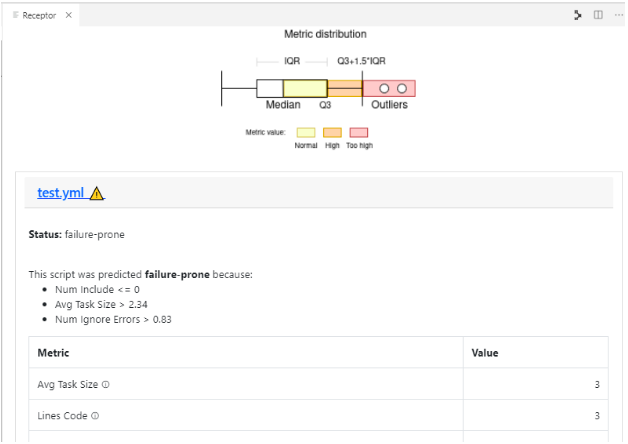 Receptor
Metric distribution
IQR Q3+1.5*IQR
Median Q3 Outliers
Metric value:
Normal High Too high
test.yml
Status: failure-prone
This script was predicted failure-prone because:
• Num Include <= 0
• Avg Task Size > 2.34
• Num Ignore Errors > 0.83
Metric Value
Avg Task Size 3
Lines Code 3